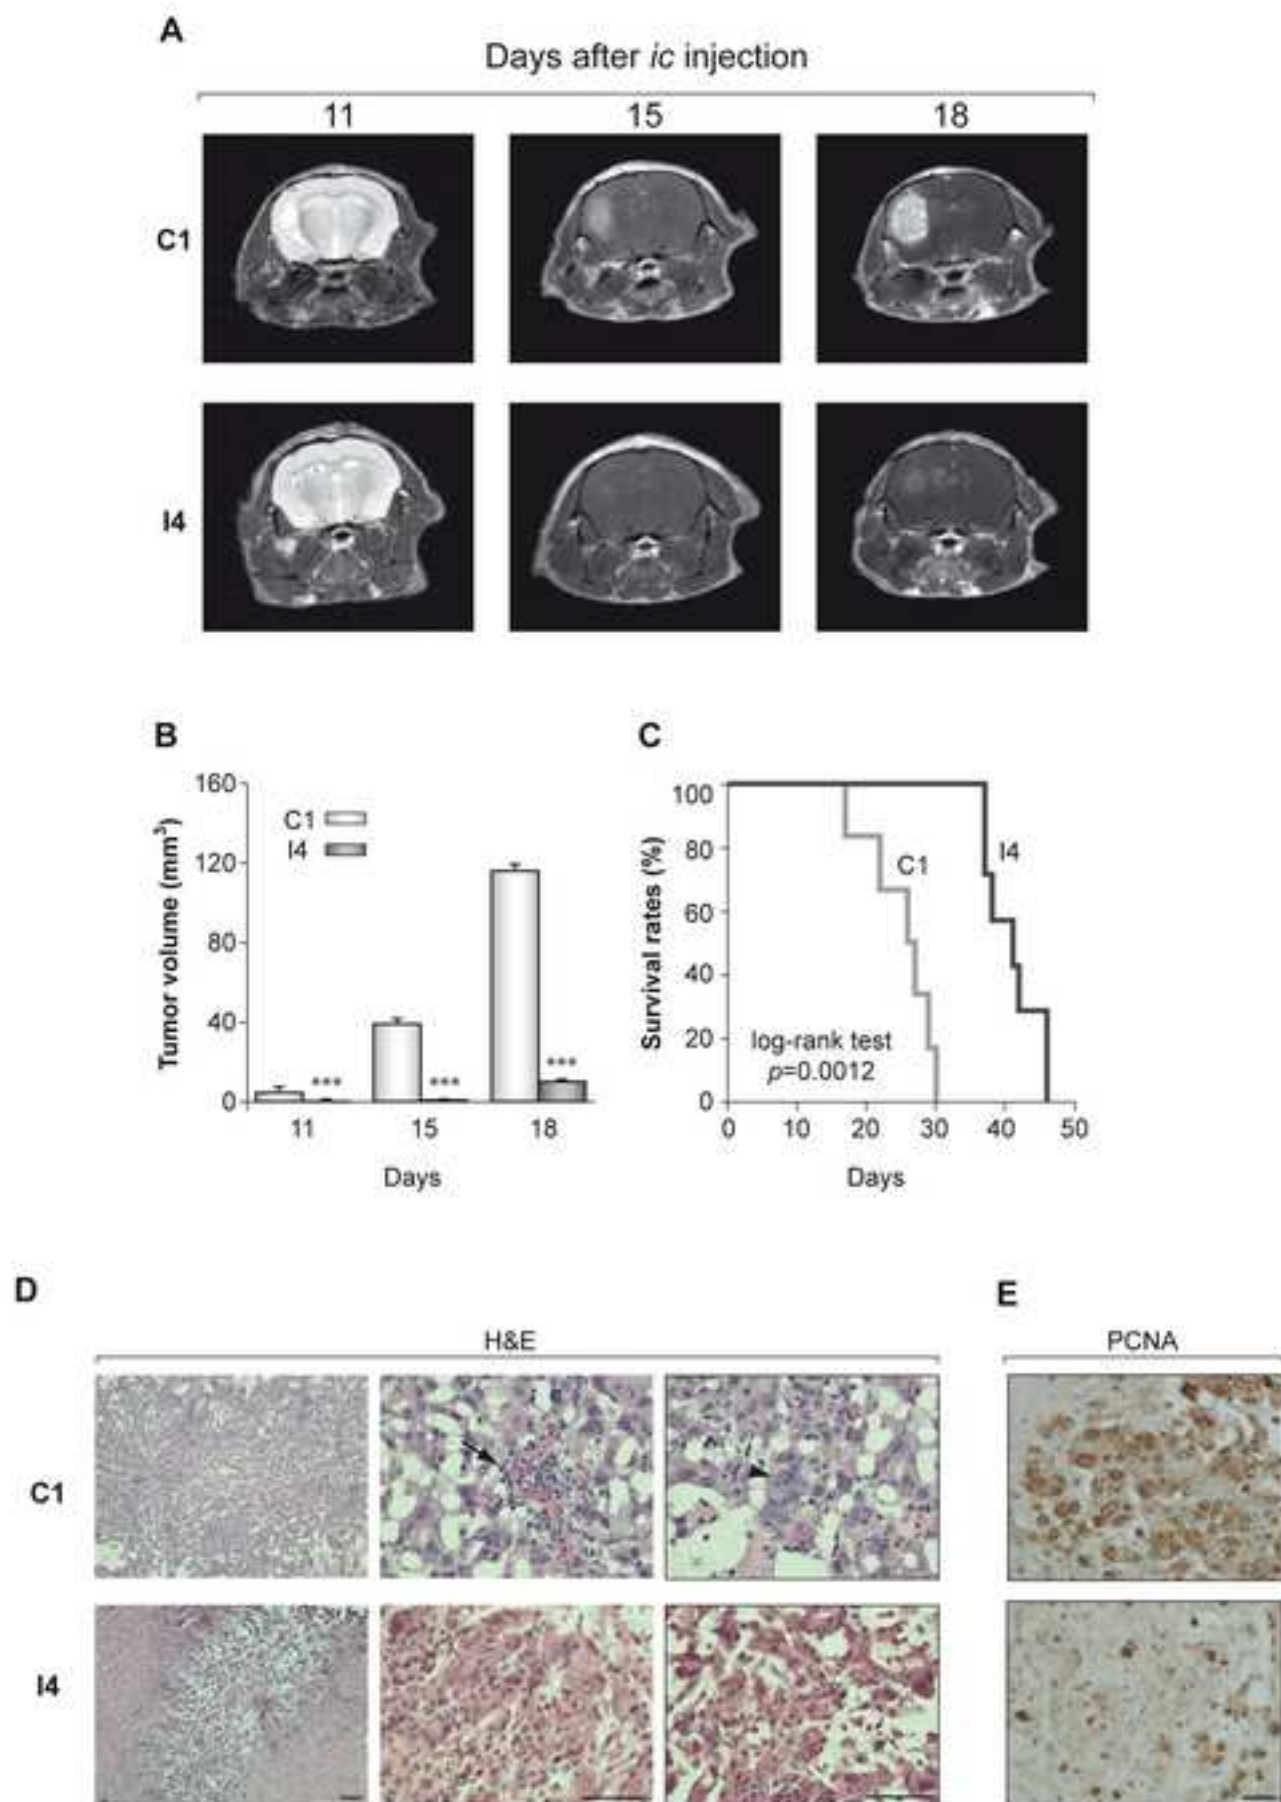 A
Days after ic injection
11 15 18
C1
I4
B
160
120
80
40
0
Tumor volume (mm³)
C1
I4
***
***
***
11 15 18
Days
C
100
80
60
40
20
0
Survival rates (%)
C1
I4
log-rank test
p=0.0012
0 10 20 30 40 50
Days
D
H&E
C1
I4
E
PCNA